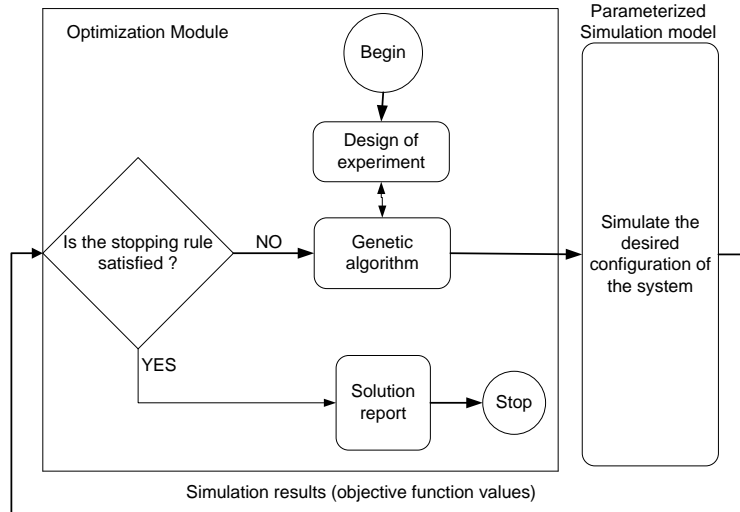 Parameterized
Simulation model
Optimization Module
Begin
Design of
experiment
Is the stopping rule
satisfied ?
NO
Genetic
algorithm
Simulate the
desired
configuration of
the system
YES
Solution
report
Stop
Simulation results (objective function values)